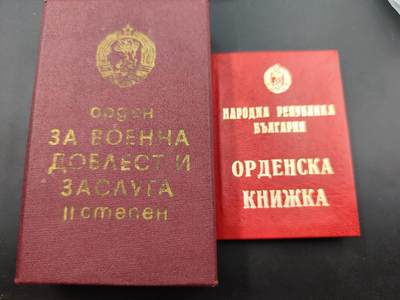 орден
ЗА ВОЕННА
ДОБЛЕСТ И
ЗАСЛУГА
II степен
НАРОДНА РЕПУБЛИКА
БЪЛГАРИЯ
ОРДЕНСКА
КНИЖКА